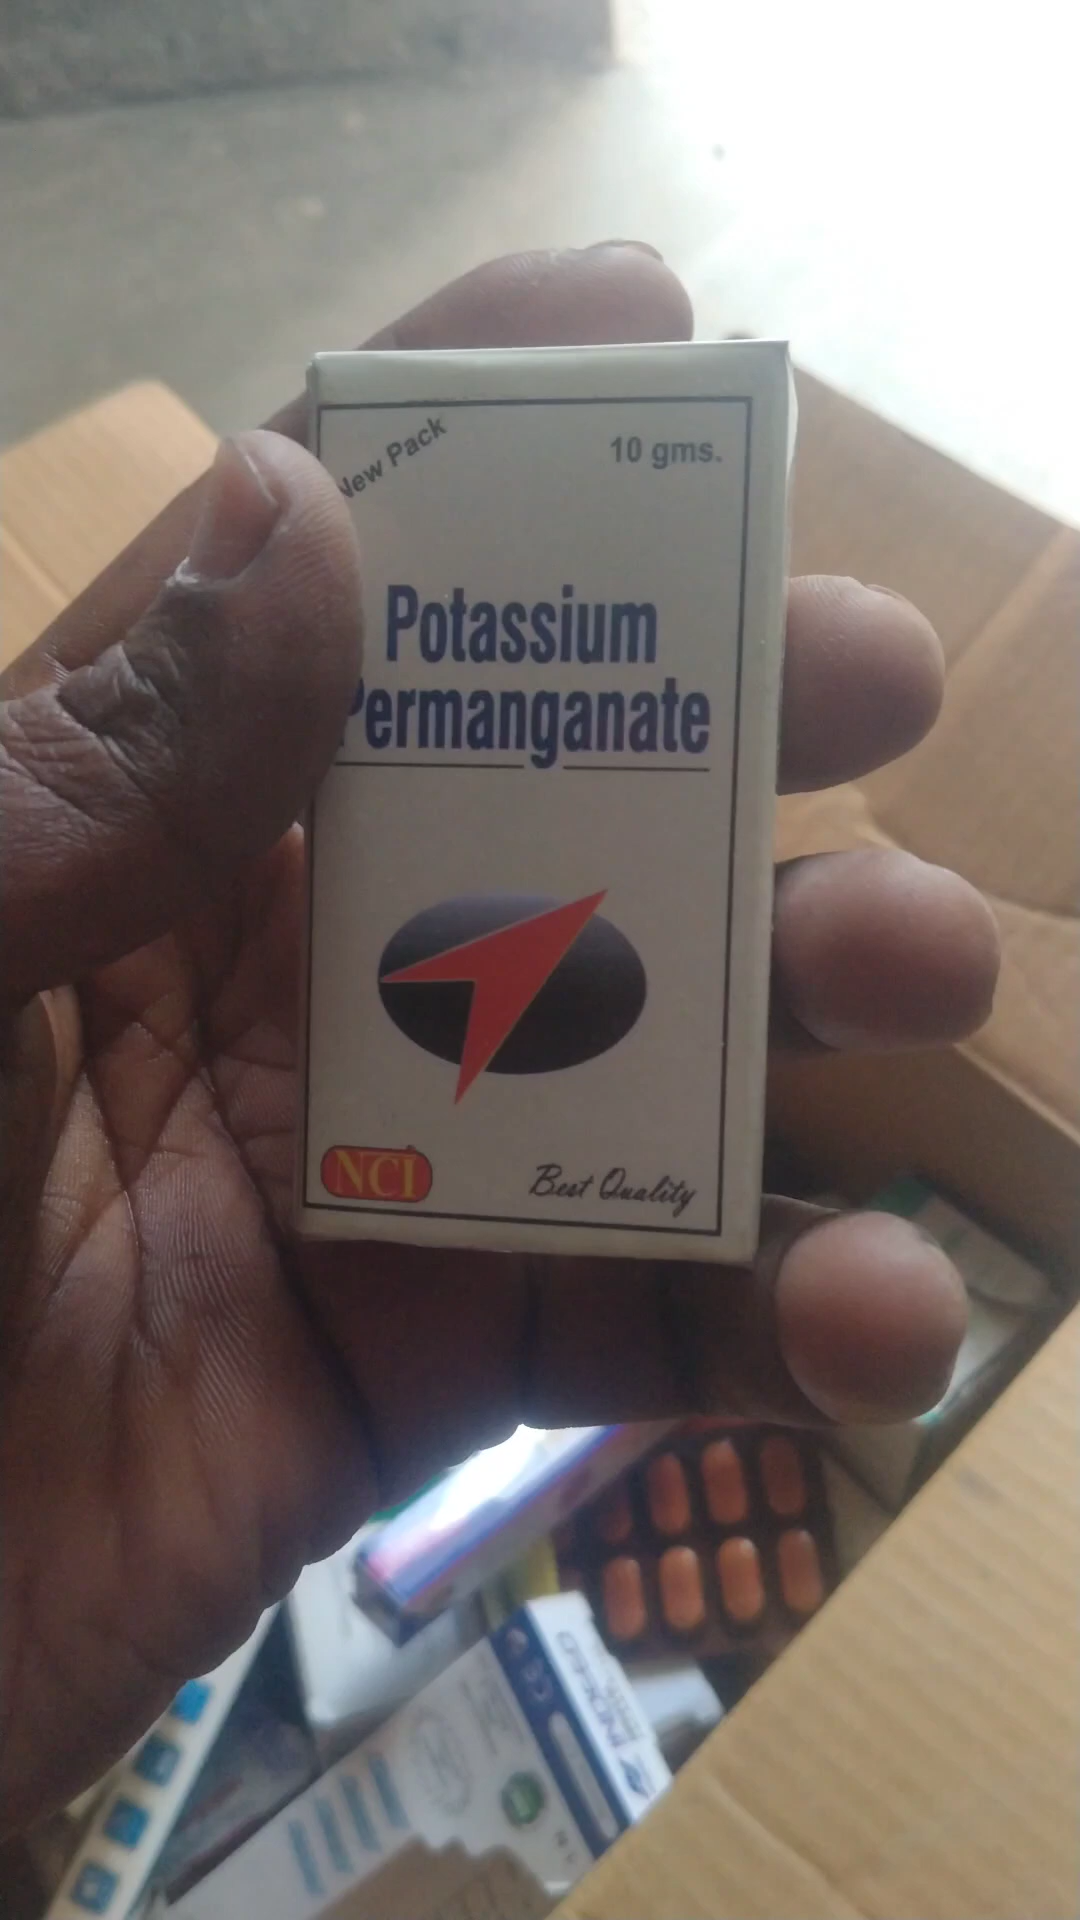 New Pack
10 gms.
Potassium
Permanganate
NCI
Best Quality